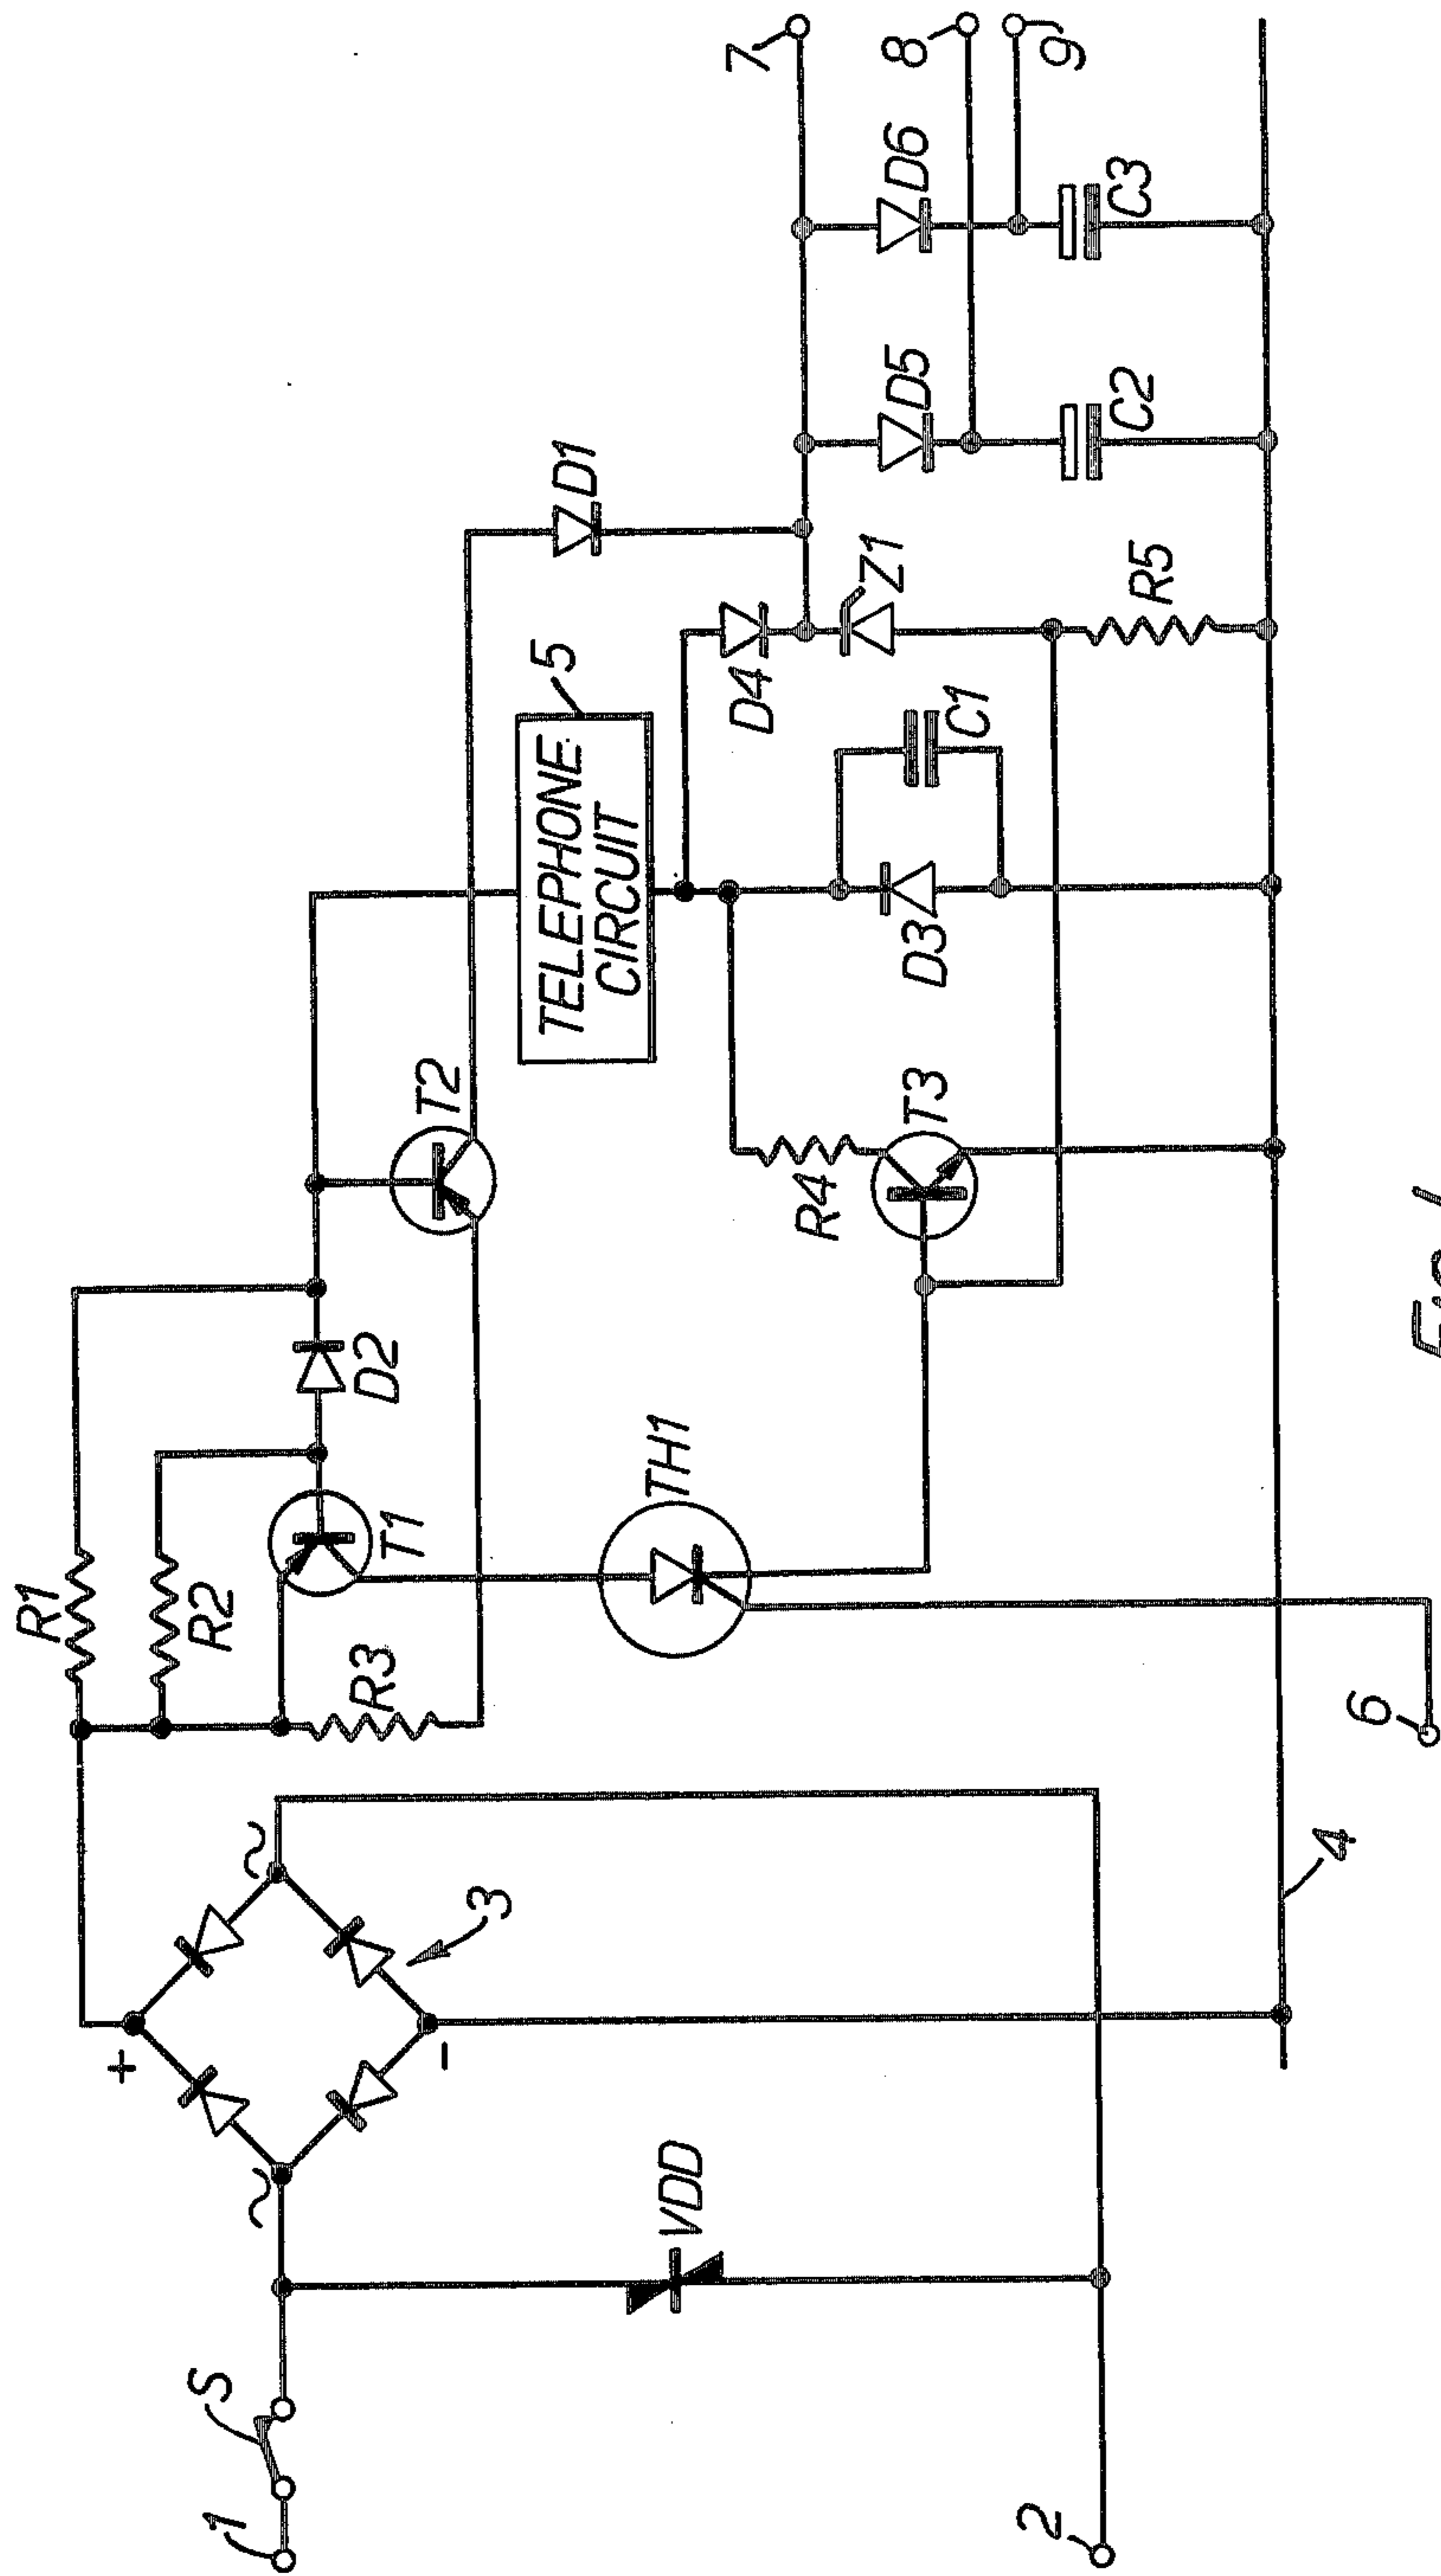 1
S
2
VDD
~
+
~
-
3
4
R1
R2
R3
T1
D2
T2
TH1
6
TELEPHONE
CIRCUIT
5
R4
T3
D3
C1
D4
Z1
R5
D1
D5
C2
D6
C3
7
8
9